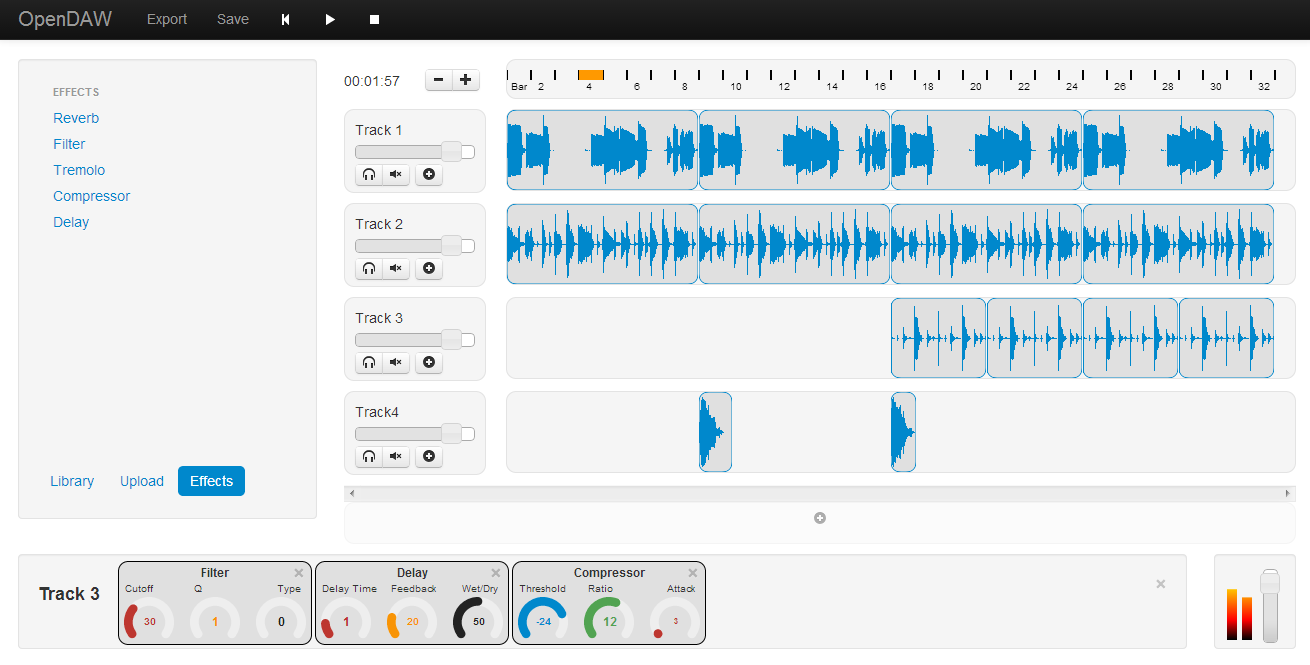 OpenDAW Export Save
EFFECTS
Reverb
Filter
Tremolo
Compressor
Delay
Library Upload Effects
00:01:57
Bar 2 4 6 8 10 12 14 16 18 20 22 24 26 28 30 32
Track 1
Track 2
Track 3
Track4
Track 3
Filter
Cutoff Q Type
30 1 0
Delay
Delay Time Feedback Wet/Dry
1 20 50
Compressor
Threshold Ratio Attack
-24 12 3